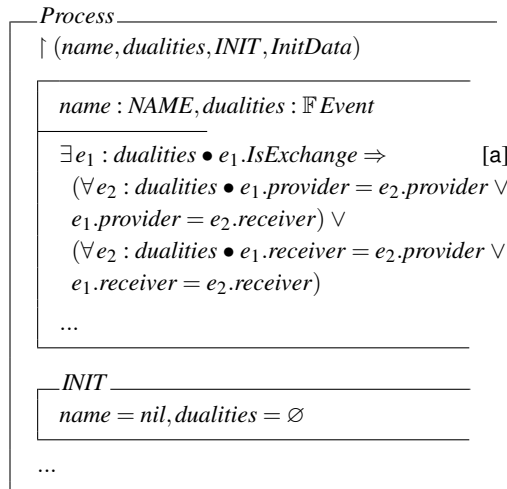 Process
↾ (name, dualities, INIT, InitData)
name : NAME, dualities : 𝔽 Event
∃ e₁ : dualities • e₁.IsExchange ⇒ [a]
(∀ e₂ : dualities • e₁.provider = e₂.provider ∨
e₁.provider = e₂.receiver) ∨
(∀ e₂ : dualities • e₁.receiver = e₂.provider ∨
e₁.receiver = e₂.receiver)
...
INIT
name = nil, dualities = ∅
...